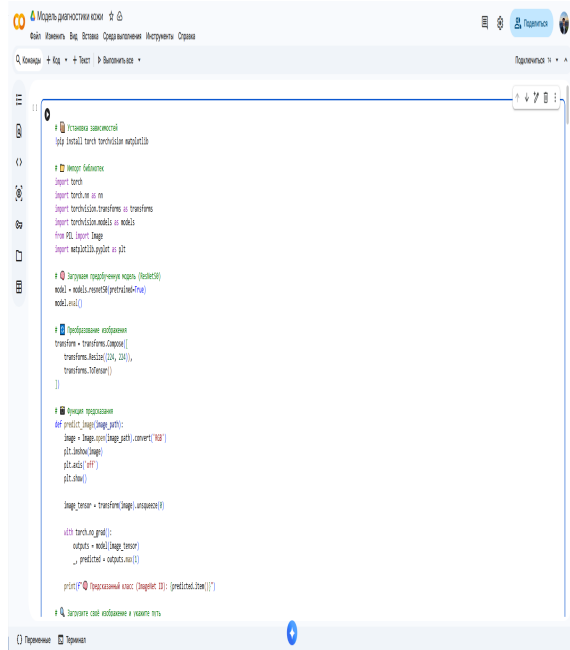 Модель диагностики кожи
Файл Изменить Вид Вставка Среда выполнения Инструменты Справка
Поделиться
Команды + Код + Текст Выполнить все
Подключиться T4
[ ]
# Установка зависимостей
!pip install torch torchvision matplotlib
# Импорт библиотек
import torch
import torch.nn as nn
import torchvision.transforms as transforms
import torchvision.models as models
from PIL import Image
import matplotlib.pyplot as plt
# Загружаем предобученную модель (ResNet50)
model = models.resnet50(pretrained=True)
model.eval()
# Преобразование изображения
transform = transforms.Compose([
transforms.Resize((224, 224)),
transforms.ToTensor()
])
# Функция предсказания
def predict_image(image_path):
image = Image.open(image_path).convert('RGB')
plt.imshow(image)
plt.axis('off')
plt.show()
image_tensor = transform(image).unsqueeze(0)
with torch.no_grad():
outputs = model(image_tensor)
_, predicted = outputs.max(1)
print(f"Предсказанный класс (ImageNet ID): {predicted.item()}")
# Загрузите своё изображение и укажите путь
Переменные Терминал